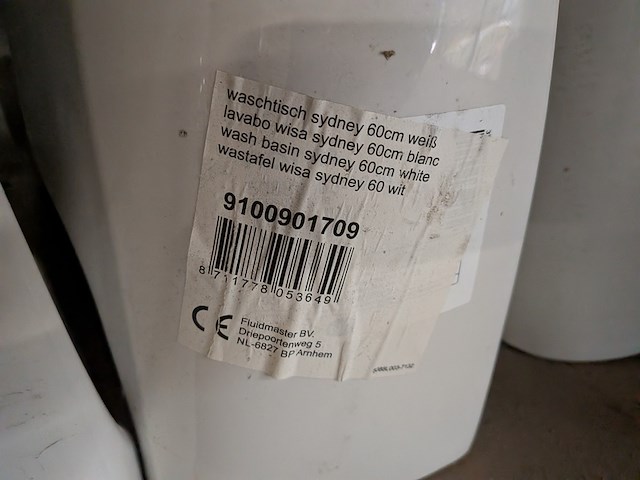 waschtisch sydney 60cm weiß
lavabo wisa sydney 60cm blanc
wash basin sydney 60cm white
wastafel wisa sydney 60 wit
9100901709
8 711778 053649
CE
Fluidmaster BV.
Driepoortenweg 5
NL-6827 BP Arnhem